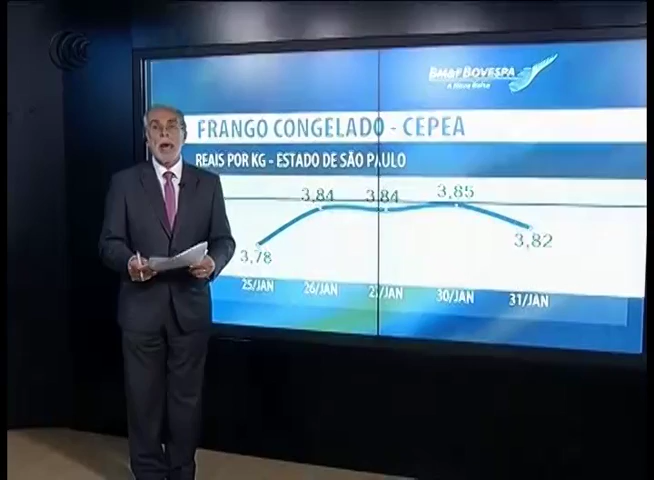 BM&F BOVESPA
A Nova Bolsa
FRANGO CONGELADO - CEPEA
REAIS POR KG - ESTADO DE SÃO PAULO
3,78
3,84
3,84
3,85
3,82
25/JAN
26/JAN
27/JAN
30/JAN
31/JAN